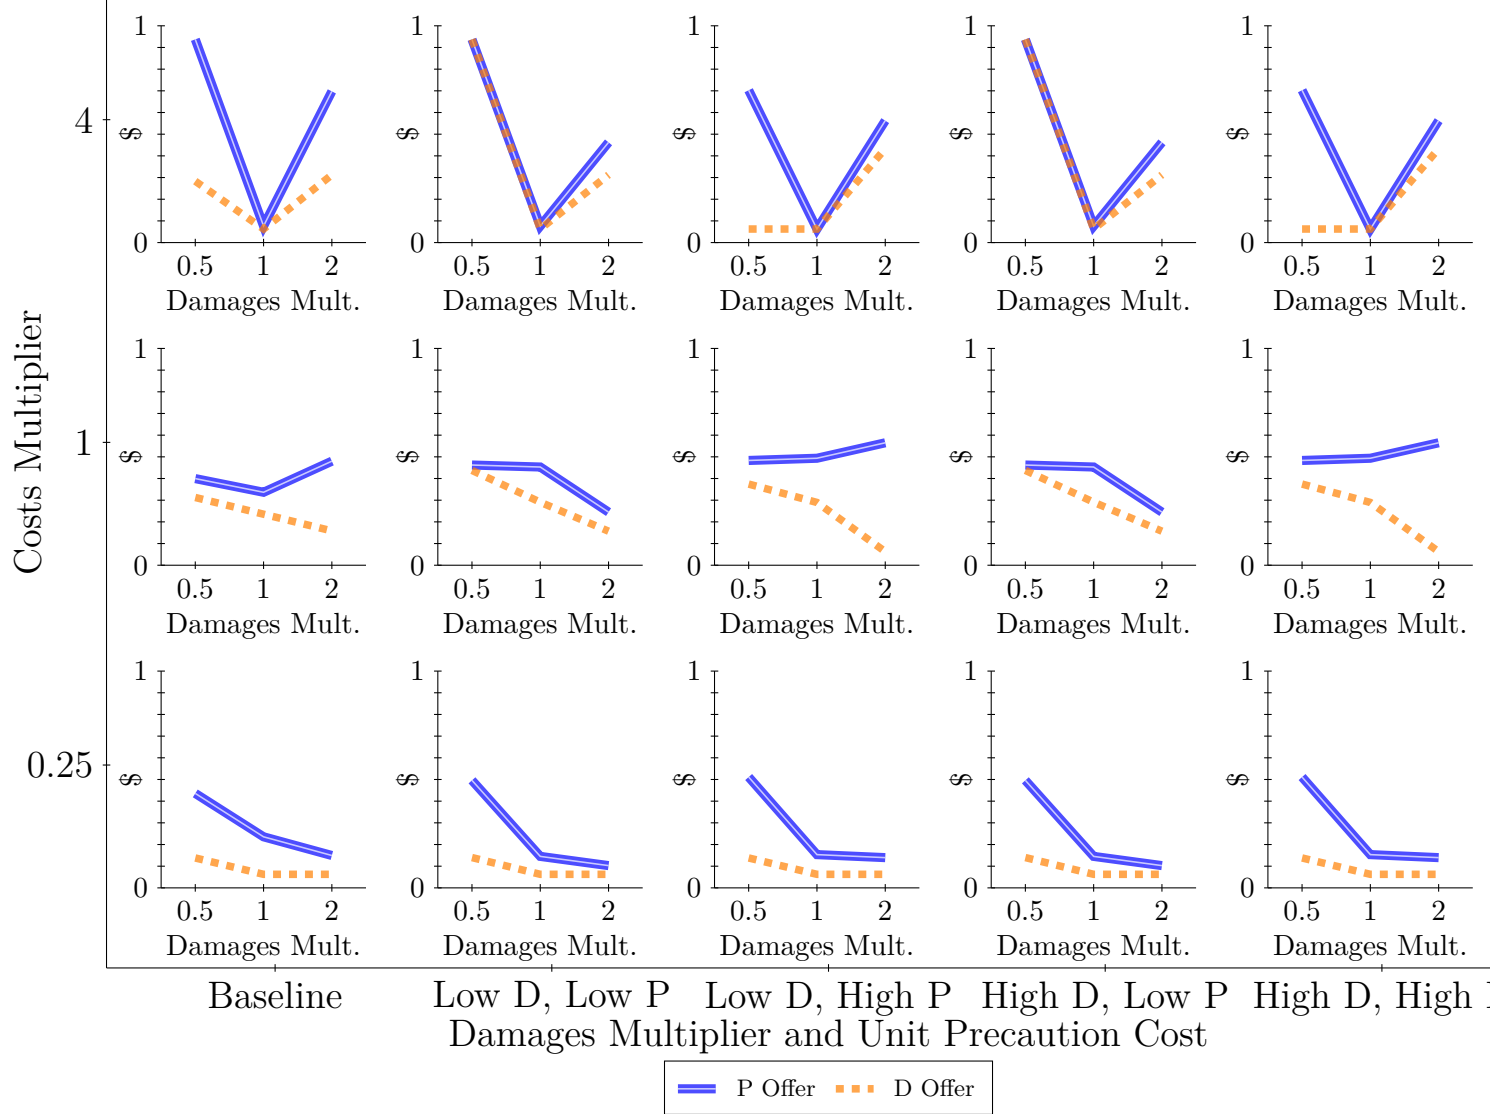 1
$
0
0.5 1 2
Damages Mult.
1
$
0
0.5 1 2
Damages Mult.
1
$
0
0.5 1 2
Damages Mult.
1
$
0
0.5 1 2
Damages Mult.
1
$
0
0.5 1 2
Damages Mult.
4
1
$
0
0.5 1 2
Damages Mult.
1
$
0
0.5 1 2
Damages Mult.
1
$
0
0.5 1 2
Damages Mult.
1
$
0
0.5 1 2
Damages Mult.
1
$
0
0.5 1 2
Damages Mult.
1
Costs Multiplier
1
$
0
0.5 1 2
Damages Mult.
1
$
0
0.5 1 2
Damages Mult.
1
$
0
0.5 1 2
Damages Mult.
1
$
0
0.5 1 2
Damages Mult.
1
$
0
0.5 1 2
Damages Mult.
0.25
Baseline
Low D, Low P
Low D, High P
High D, Low P
High D, High
Damages Multiplier and Unit Precaution Cost
P Offer
D Offer